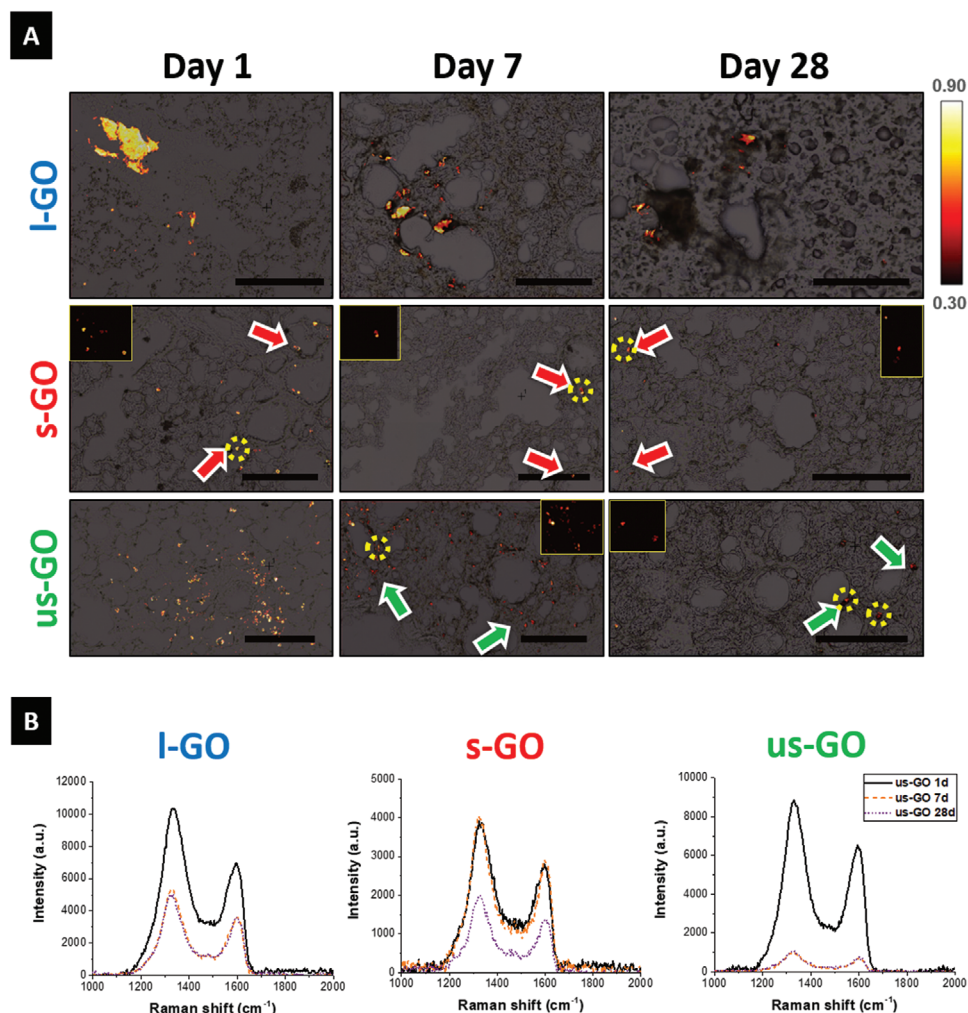 A
Day 1 Day 7 Day 28
l-GO
0.90
0.30
s-GO
us-GO
B
l-GO s-GO us-GO
12000
10000
8000
6000
4000
2000
0
Intensity (a.u.)
1000 1200 1400 1600 1800 2000
Raman shift (cm-1)
5000
4000
3000
2000
1000
0
Intensity (a.u.)
1000 1200 1400 1600 1800 2000
Raman shift (cm-1)
10000
8000
6000
4000
2000
0
Intensity (a.u.)
us-GO 1d
us-GO 7d
us-GO 28d
1000 1200 1400 1600 1800 2000
Raman shift (cm-1)